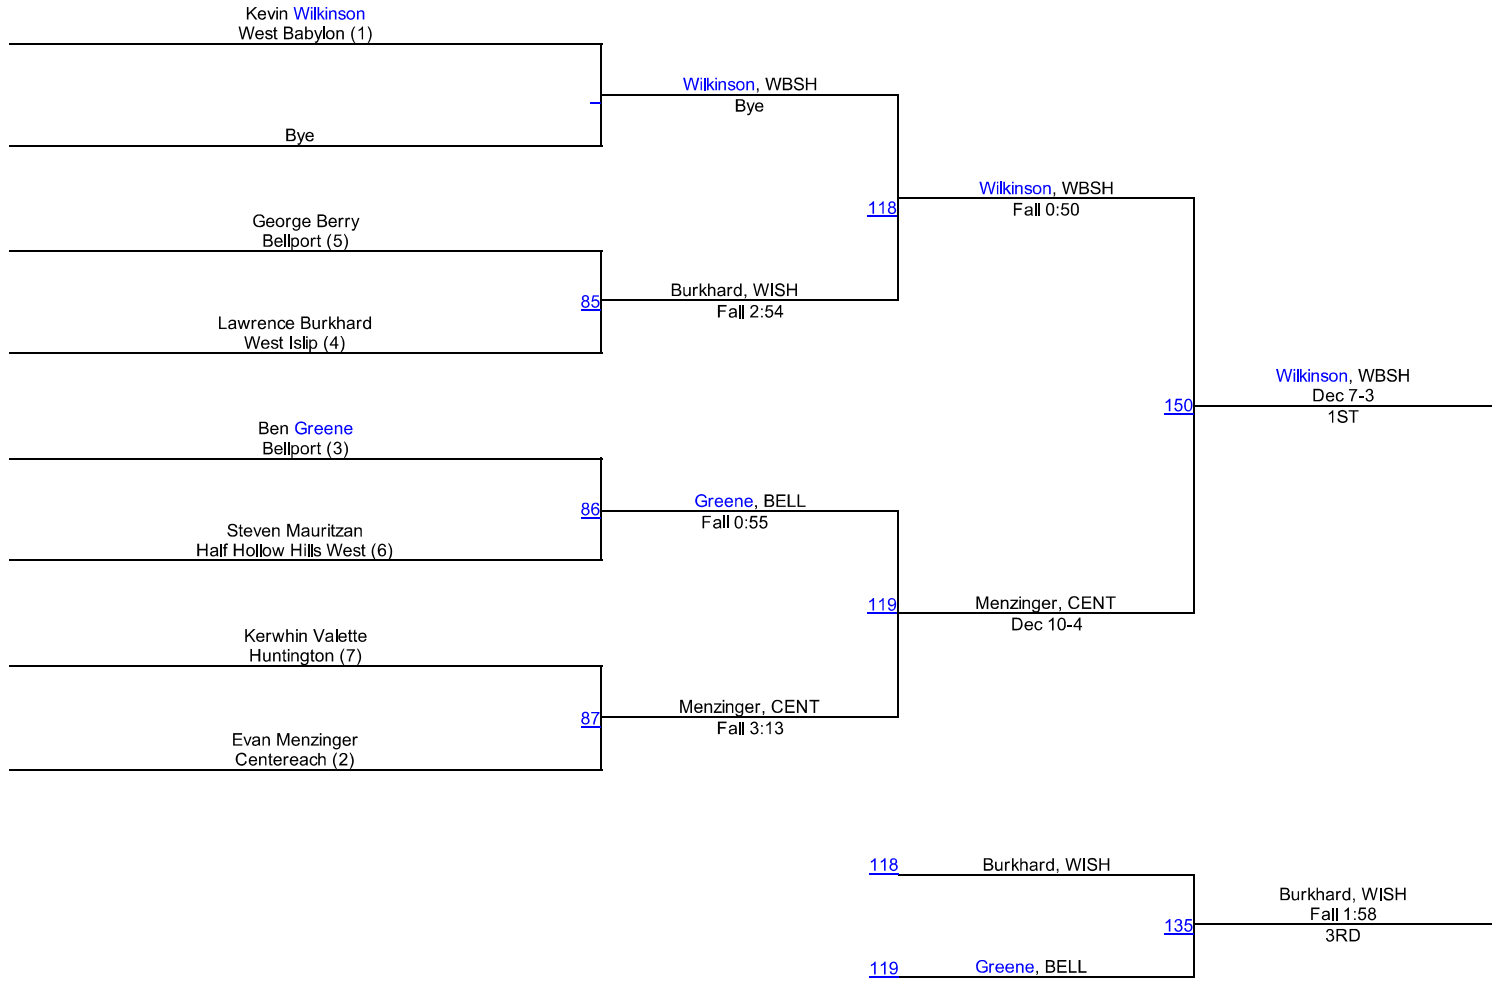 Kevin Wilkinson
West Babylon (1)
Wilkinson, WBSH
Bye
Bye
Wilkinson, WBSH
118
Fall 0:50
George Berry
Bellport (5)
Burkhard, WISH
85
Fall 2:54
Lawrence Burkhard
West Islip (4)
Wilkinson, WBSH
Dec 7-3
150
1ST
Ben Greene
Bellport (3)
Greene, BELL
86
Fall 0:55
Steven Mauritzan
Half Hollow Hills West (6)
Menzinger, CENT
119
Dec 10-4
Kerwhin Valette
Huntington (7)
Menzinger, CENT
87
Fall 3:13
Evan Menzinger
Centereach (2)
118
Burkhard, WISH
Burkhard, WISH
Fall 1:58
135
3RD
119
Greene, BELL